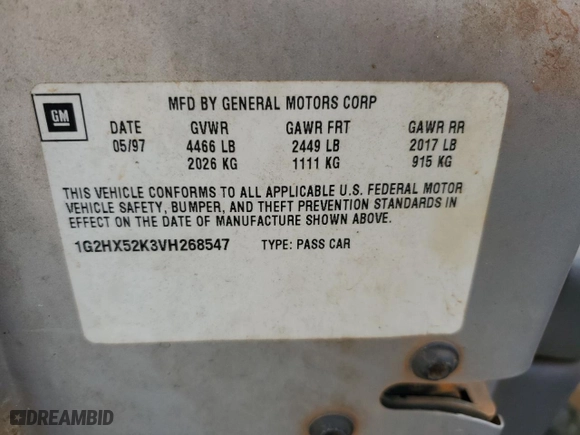 GM
MFD BY GENERAL MOTORS CORP
DATE GVWR GAWR FRT GAWR RR
05/97 4466 LB 2449 LB 2017 LB
2026 KG 1111 KG 915 KG
THIS VEHICLE CONFORMS TO ALL APPLICABLE U.S. FEDERAL MOTOR
VEHICLE SAFETY, BUMPER, AND THEFT PREVENTION STANDARDS IN
EFFECT ON THE DATE OF MANUFACTURE SHOWN ABOVE.
1G2HX52K3VH268547 TYPE: PASS CAR
DREAMBID